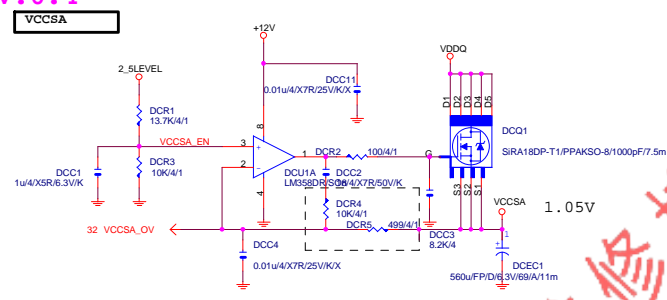 VCCSA
+12V
2_5LEVEL
VDDQ
DCC11
0.01u/4/X7R/25V/K/X
D1
D2
D3
D4
D5
DCR1
13.7K/4/1
8
VCCSA_EN
3
+
2
-
1
4
DCR2
100/4/1
G
DCQ1
SiRA18DP-T1/PPAKSO-8/1000pF/7.5m
S3
S2
S1
DCC1
1u/4/X5R/6.3V/K
DCR3
10K/4/1
DCU1A
LM358DR/SO8
DCC2
/4/X7R/50V/K
DCR4
10K/4/1
DCR5
499/4/1
VCCSA
1.05V
32 VCCSA_OV
DCC3
8.2K/4
DCC4
0.01u/4/X7R/25V/K/X
1
DCEC1
560u/FP/D/6.3V/69/A/11m